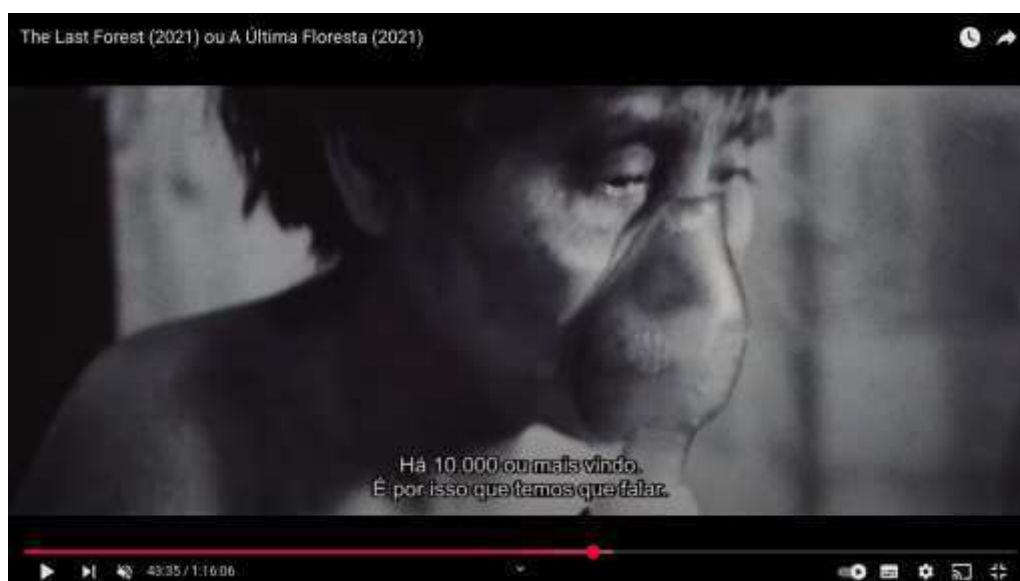 The Last Forest (2021) ou A Última Floresta (2021)
Há 10.000 ou mais vindo.
É por isso que temos que falar.
43:35 / 1:16:06